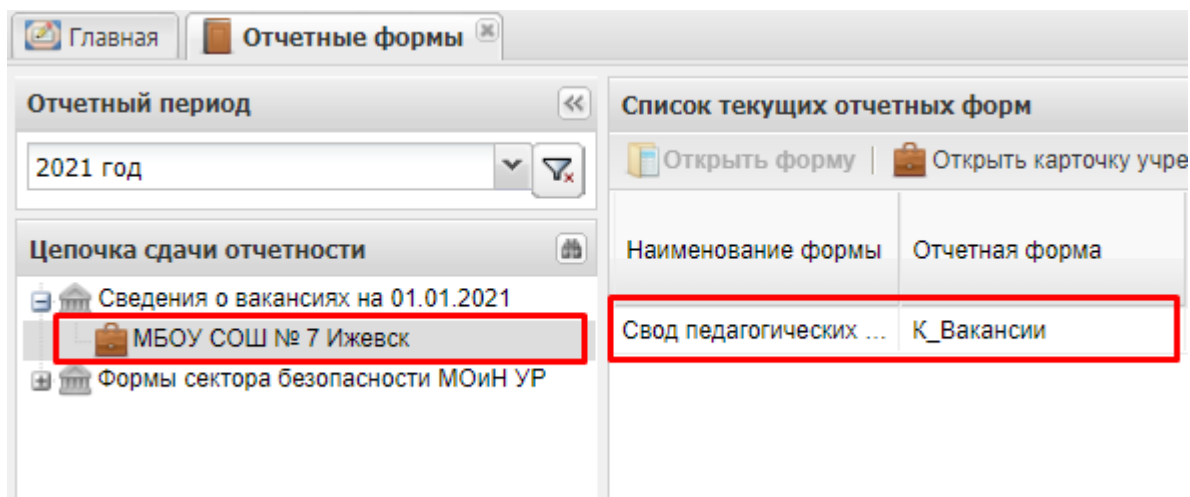 Главная
Отчетные формы
Отчетный период
2021 год
Цепочка сдачи отчетности
Сведения о вакансиях на 01.01.2021
МБОУ СОШ № 7 Ижевск
Формы сектора безопасности МОиН УР
Список текущих отчетных форм
Открыть форму
Открыть карточку учре
Наименование формы
Отчетная форма
Свод педагогических ...
К_Вакансии